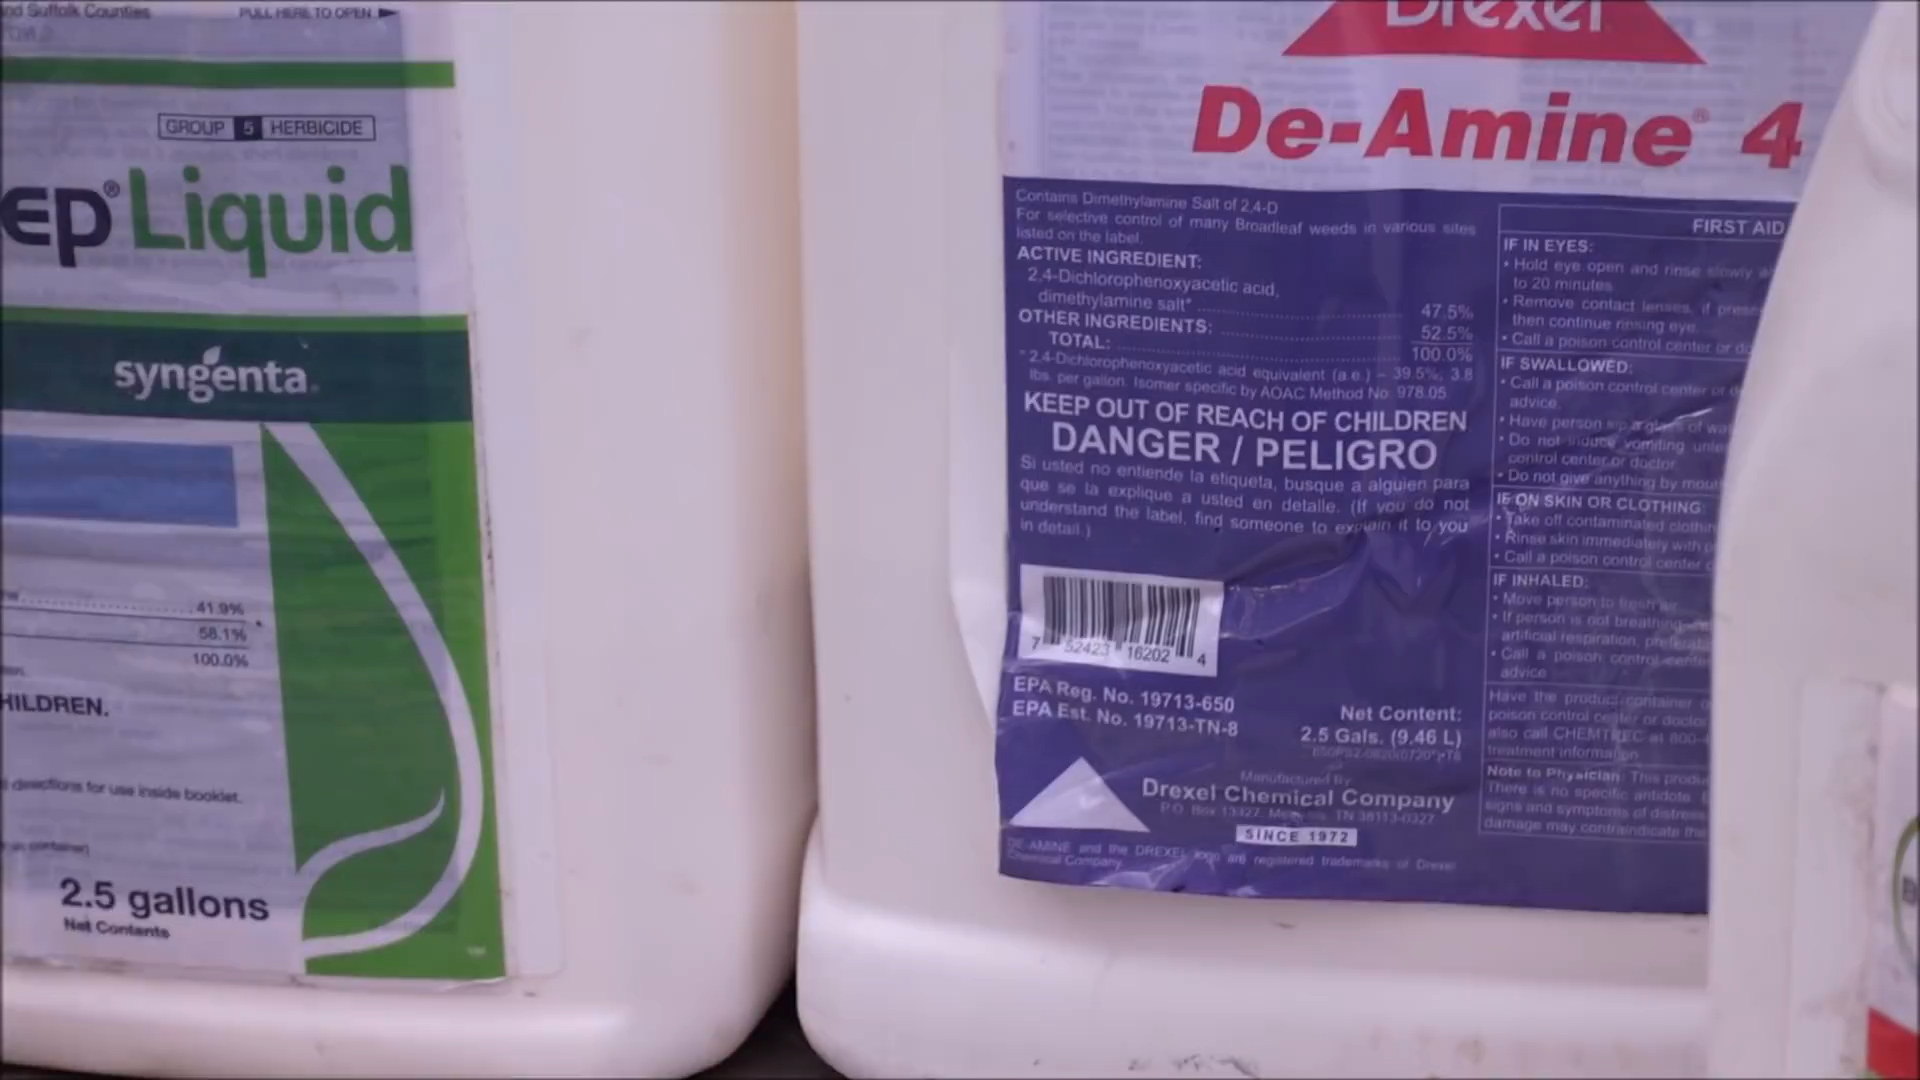 nd Suffolk Counties
PULL HERE TO OPEN
GROUP 5 HERBICIDE
EP® Liquid
syngenta
41.9%
58.1%
100.0%
HILDREN.
directions for use inside booklet.
2.5 gallons
Net Contents
Drexel
De-Amine® 4
Contains Dimethylamine Salt of 2,4-D
For selective control of many Broadleaf weeds in various sites
listed on the label.
ACTIVE INGREDIENT:
2,4-Dichlorophenoxyacetic acid,
dimethylamine salt* 47.5%
OTHER INGREDIENTS: 52.5%
TOTAL: 100.0%
* 2,4-Dichlorophenoxyacetic acid equivalent (a.e.) – 39.5%, 3.8
lbs. per gallon. Isomer specific by AOAC Method No. 978.05
KEEP OUT OF REACH OF CHILDREN
DANGER / PELIGRO
Si usted no entiende la etiqueta, busque a alguien para
que se la explique a usted en detalle. (If you do not
understand the label, find someone to explain it to you
in detail.)
7 52423 16202 4
EPA Reg. No. 19713-650
EPA Est. No. 19713-TN-8
Net Content:
2.5 Gals. (9.46 L)
Manufactured By
Drexel Chemical Company
P.O. Box 13327, Memphis, TN 38113-0327
SINCE 1972
DE-AMINE and the DREXEL logo are registered trademarks of Drexel
Chemical Company.
FIRST AID
IF IN EYES:
• Hold eye open and rinse slowly
to 20 minutes
• Remove contact lenses, if
then continue rinsing eye.
• Call a poison control center or
IF SWALLOWED:
• Call a poison control center or
advice.
• Have person sip a glass of
• Do not induce vomiting
control center or doctor
• Do not give anything by
IF ON SKIN OR CLOTHING:
• Take off contaminated
• Rinse skin immediately with
• Call a poison control center
IF INHALED:
• Move person to fresh air
• If person is not breathing
artificial respiration,
• Call a poison control
advice
Have the product container
poison control center or doctor
also call CHEMTREC at 800-
treatment information
Note to Physician: This
There is no specific antidote.
signs and symptoms of
damage may contraindicate the